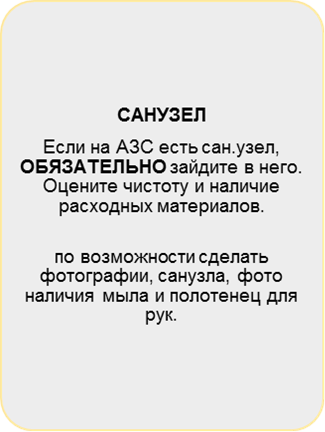 САНУЗЕЛ
Если на АЗС есть сан.узел,
ОБЯЗАТЕЛЬНО зайдите в него.
Оцените чистоту и наличие
расходных материалов.
по возможности сделать
фотографии, санузла, фото
наличия мыла и полотенец для
рук.